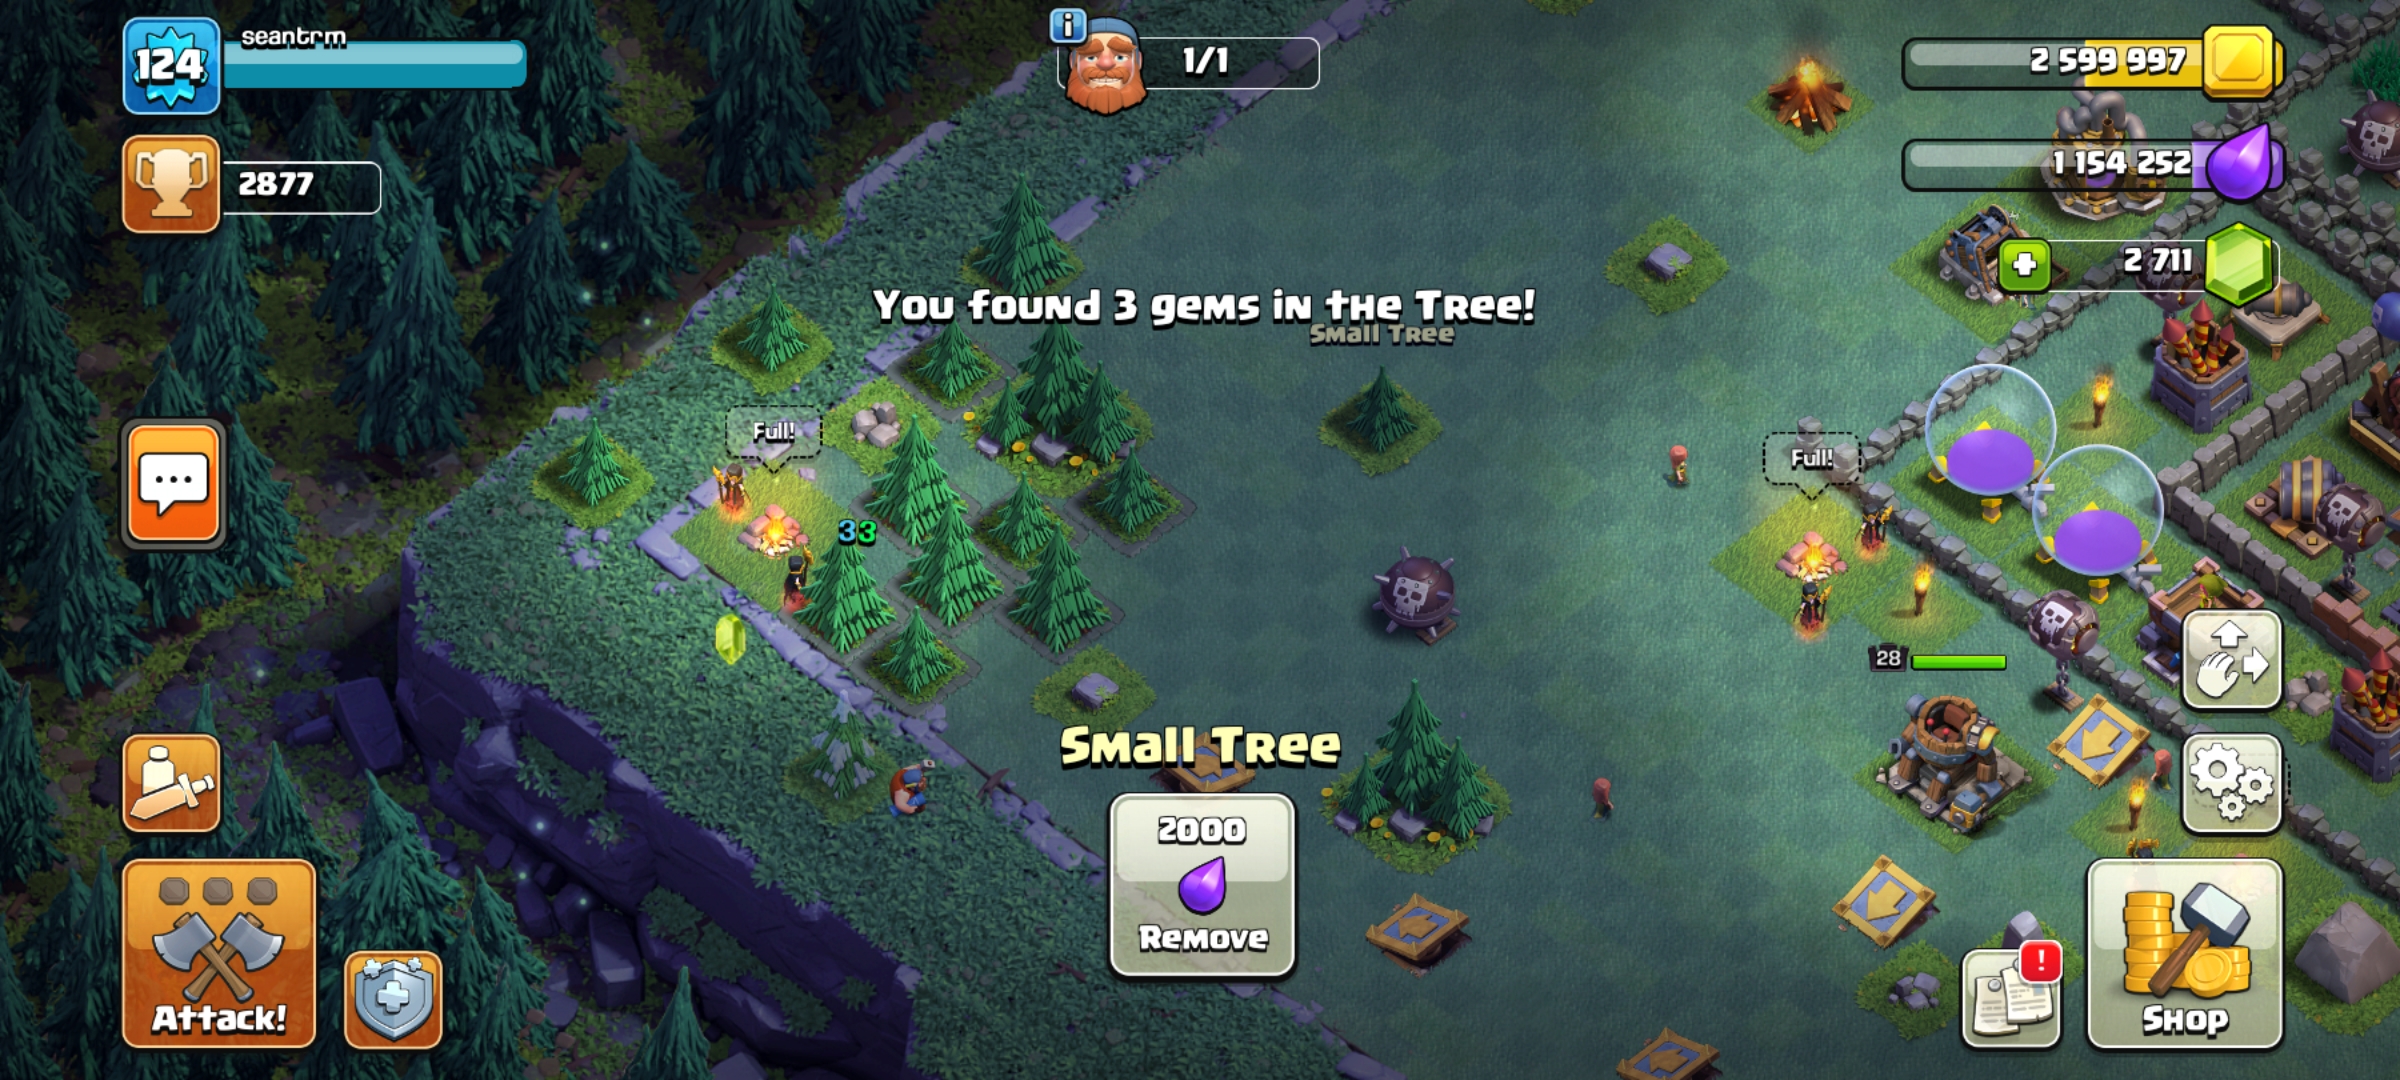 124
seantrm
1/1
2 599 997
2877
1 154 252
2 711
You found 3 gems in the Tree!
Small Tree
Full!
Full!
33
28
Small Tree
2000
Remove
Attack!
!
Shop